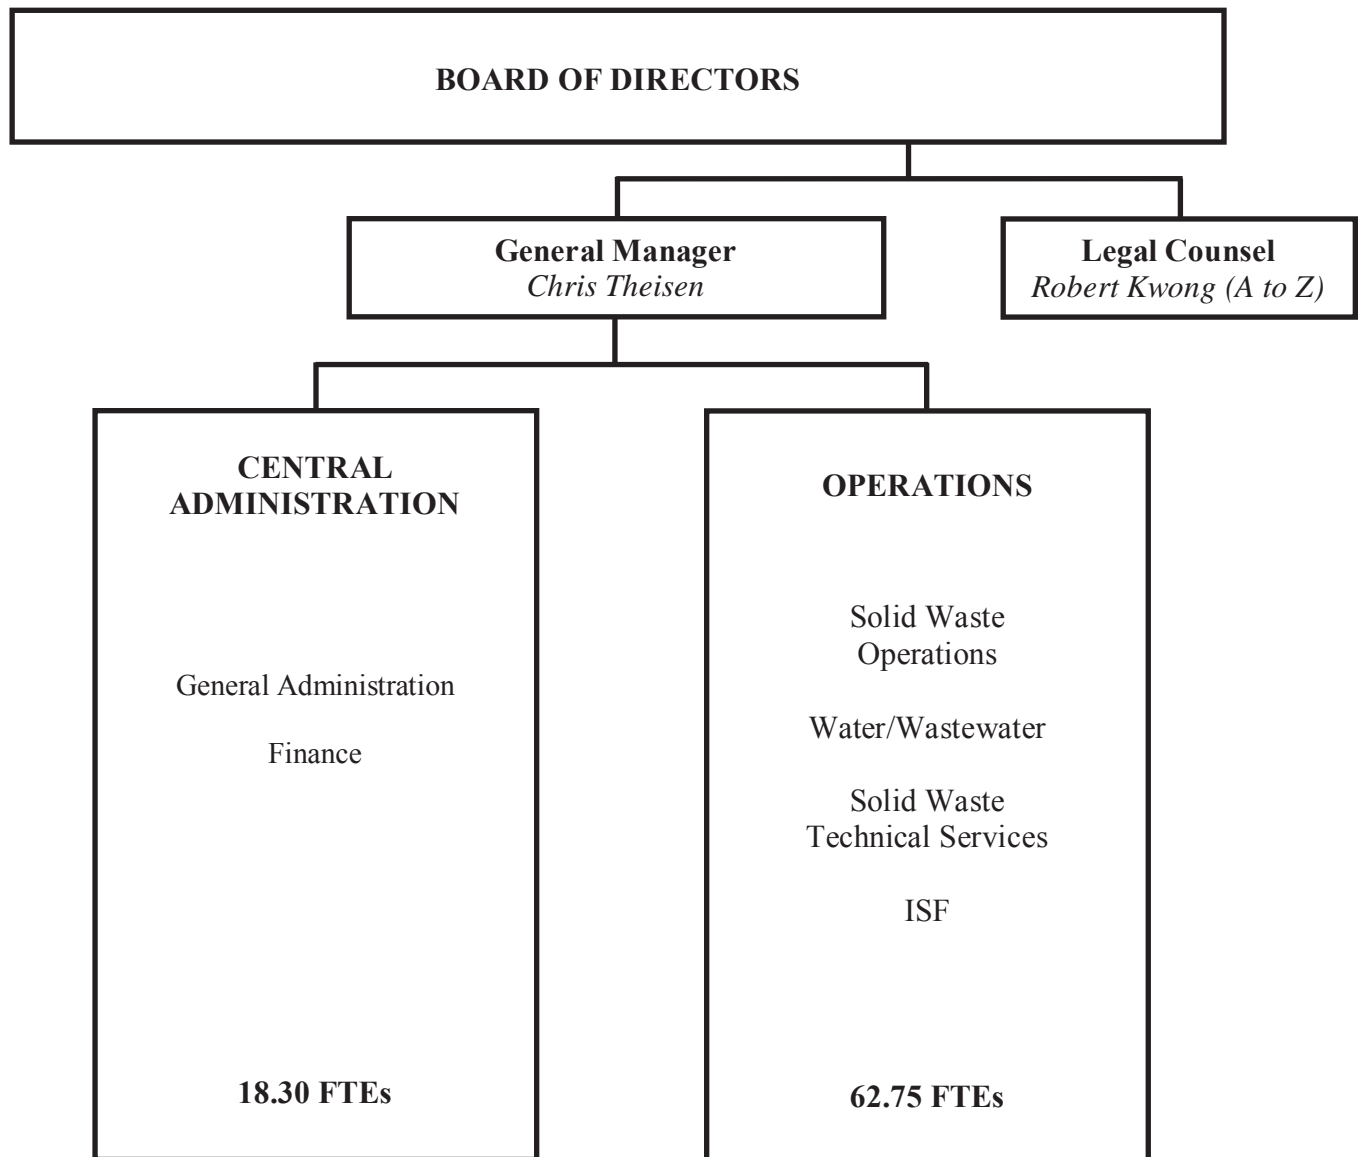 BOARD OF DIRECTORS
General Manager
Chris Theisen
Legal Counsel
Robert Kwong (A to Z)
CENTRAL
ADMINISTRATION
General Administration
Finance
18.30 FTEs
OPERATIONS
Solid Waste
Operations
Water/Wastewater
Solid Waste
Technical Services
ISF
62.75 FTEs